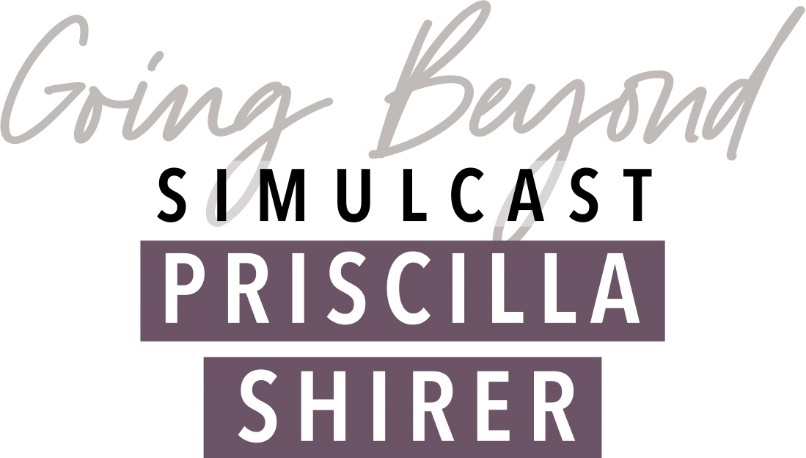 Going Beyond
SIMULCAST
PRISCILLA
SHIRER